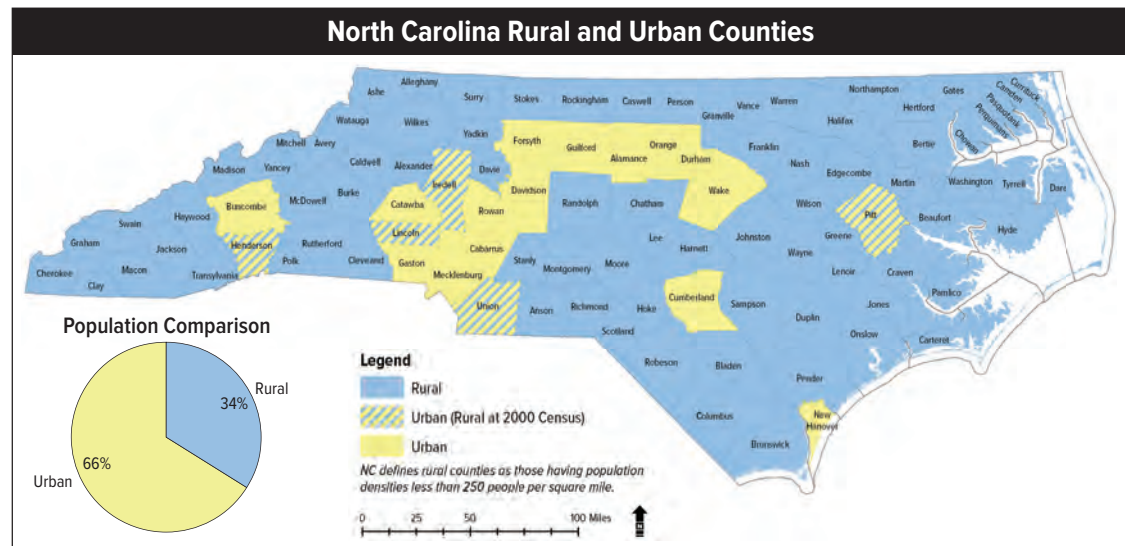 North Carolina Rural and Urban Counties
Alleghany
Ashe
Surry
Stokes
Rockingham
Caswell
Person
Granville
Vance
Warren
Northampton
Gates
Hertford
Halifax
Currituck
Camden
Pasquotank
Perquimans
Chowan
Bertie
Watauga
Wilkes
Yadkin
Forsyth
Guilford
Alamance
Orange
Durham
Franklin
Nash
Edgecombe
Martin
Washington
Tyrrell
Dare
Mitchell
Avery
Madison
Yancey
Caldwell
Alexander
Iredell
Davie
Davidson
Randolph
Chatham
Wake
Wilson
Pitt
Beaufort
Hyde
Buncombe
McDowell
Burke
Catawba
Rowan
Swain
Haywood
Graham
Jackson
Henderson
Rutherford
Lincoln
Cabarrus
Lee
Harnett
Johnston
Greene
Wayne
Cherokee
Macon
Clay
Transylvania
Polk
Cleveland
Gaston
Mecklenburg
Stanly
Montgomery
Moore
Lenoir
Craven
Pamlico
Union
Anson
Richmond
Hoke
Cumberland
Sampson
Jones
Duplin
Scotland
Onslow
Carteret
Robeson
Bladen
Pender
Columbus
New
Hanover
Brunswick
Population Comparison
Rural
34%
66%
Urban
Legend
Rural
Urban (Rural at 2000 Census)
Urban
NC defines rural counties as those having population
densities less than 250 people per square mile.
0 25 50 100 Miles
N